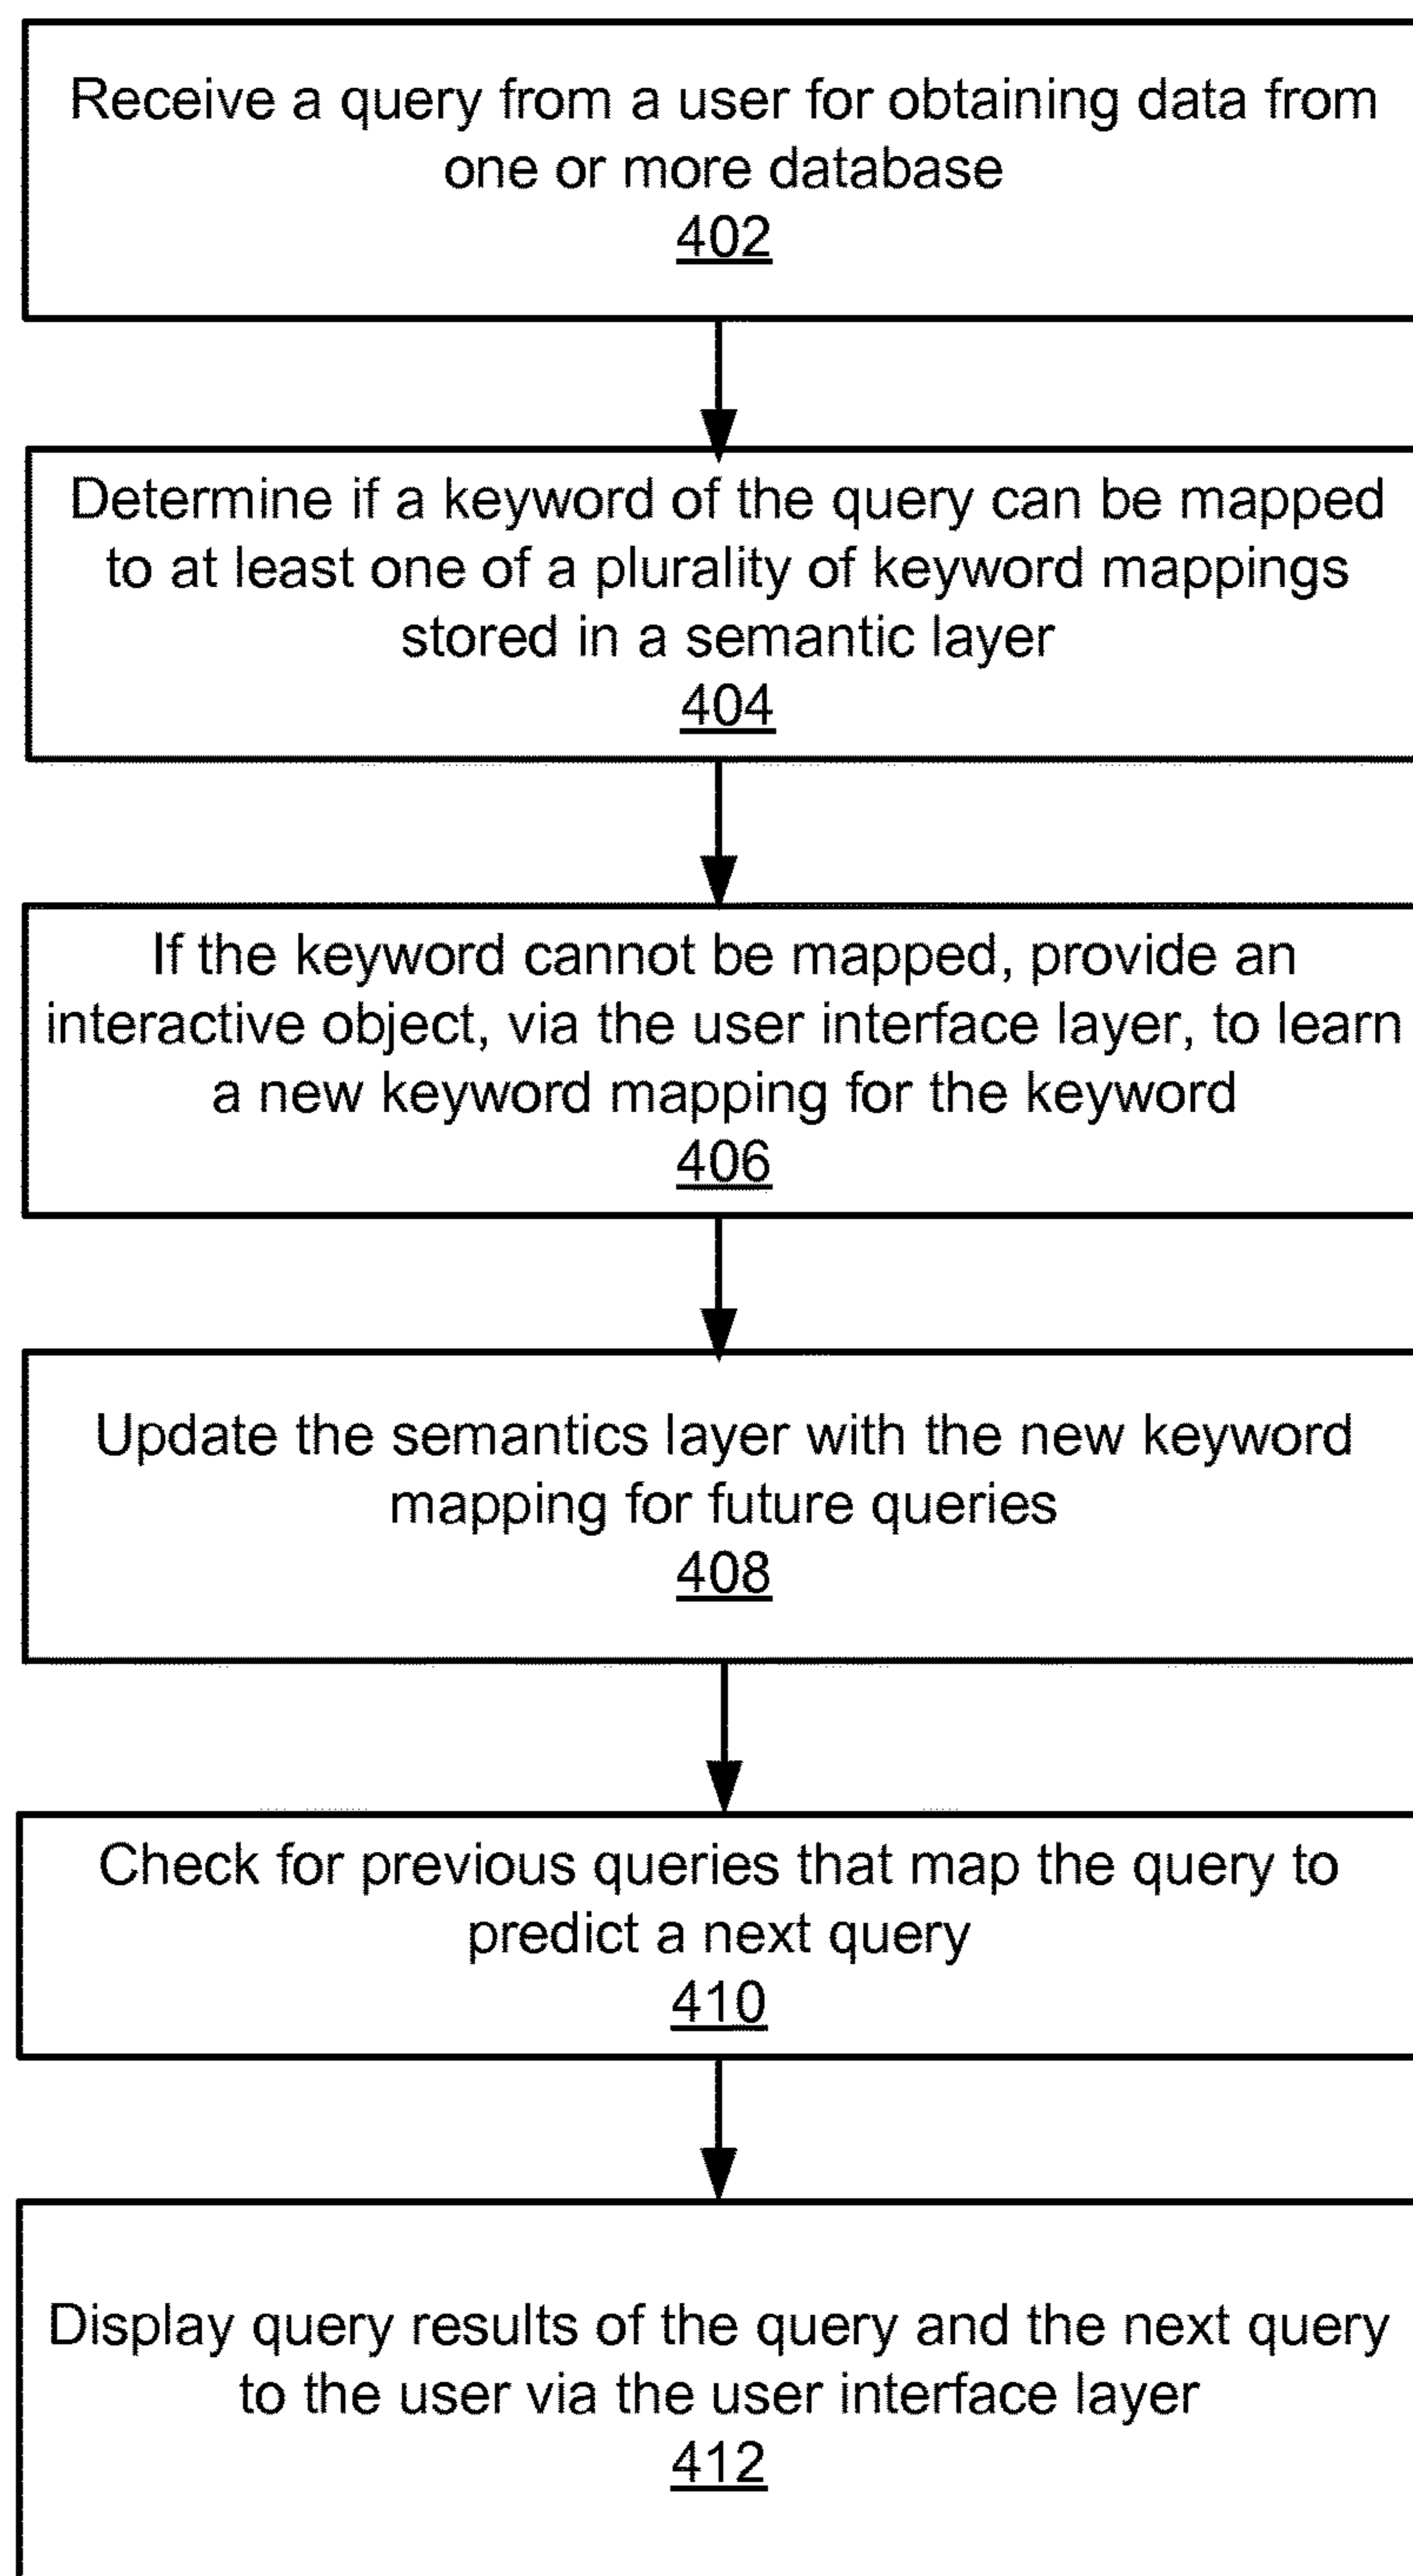 Receive a query from a user for obtaining data from
one or more database
402
Determine if a keyword of the query can be mapped
to at least one of a plurality of keyword mappings
stored in a semantic layer
404
If the keyword cannot be mapped, provide an
interactive object, via the user interface layer, to learn
a new keyword mapping for the keyword
406
Update the semantics layer with the new keyword
mapping for future queries
408
Check for previous queries that map the query to
predict a next query
410
Display query results of the query and the next query
to the user via the user interface layer
412